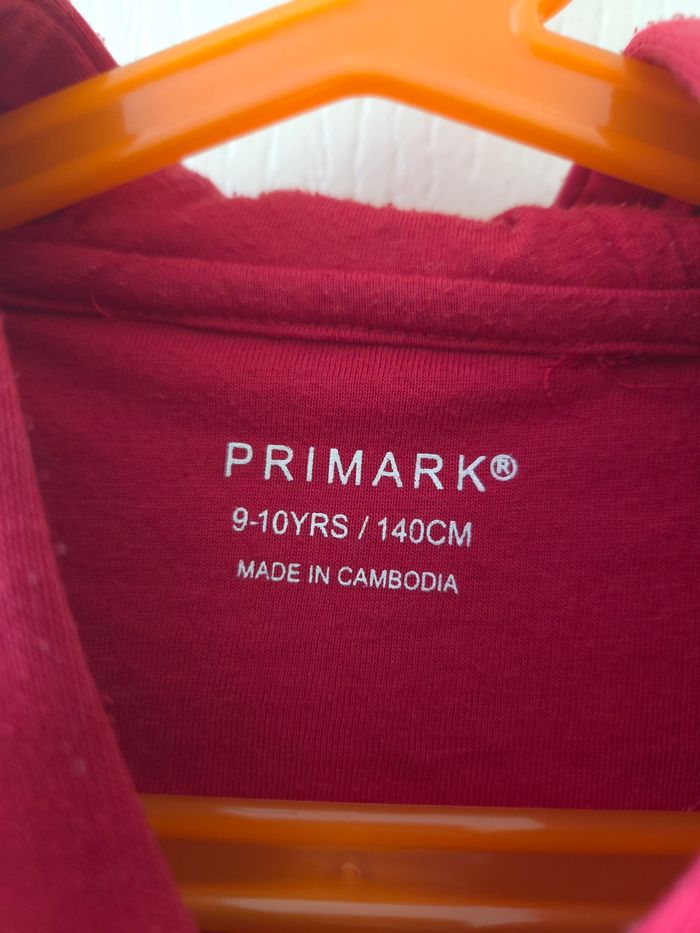 PRIMARK®
9-10YRS / 140CM
MADE IN CAMBODIA